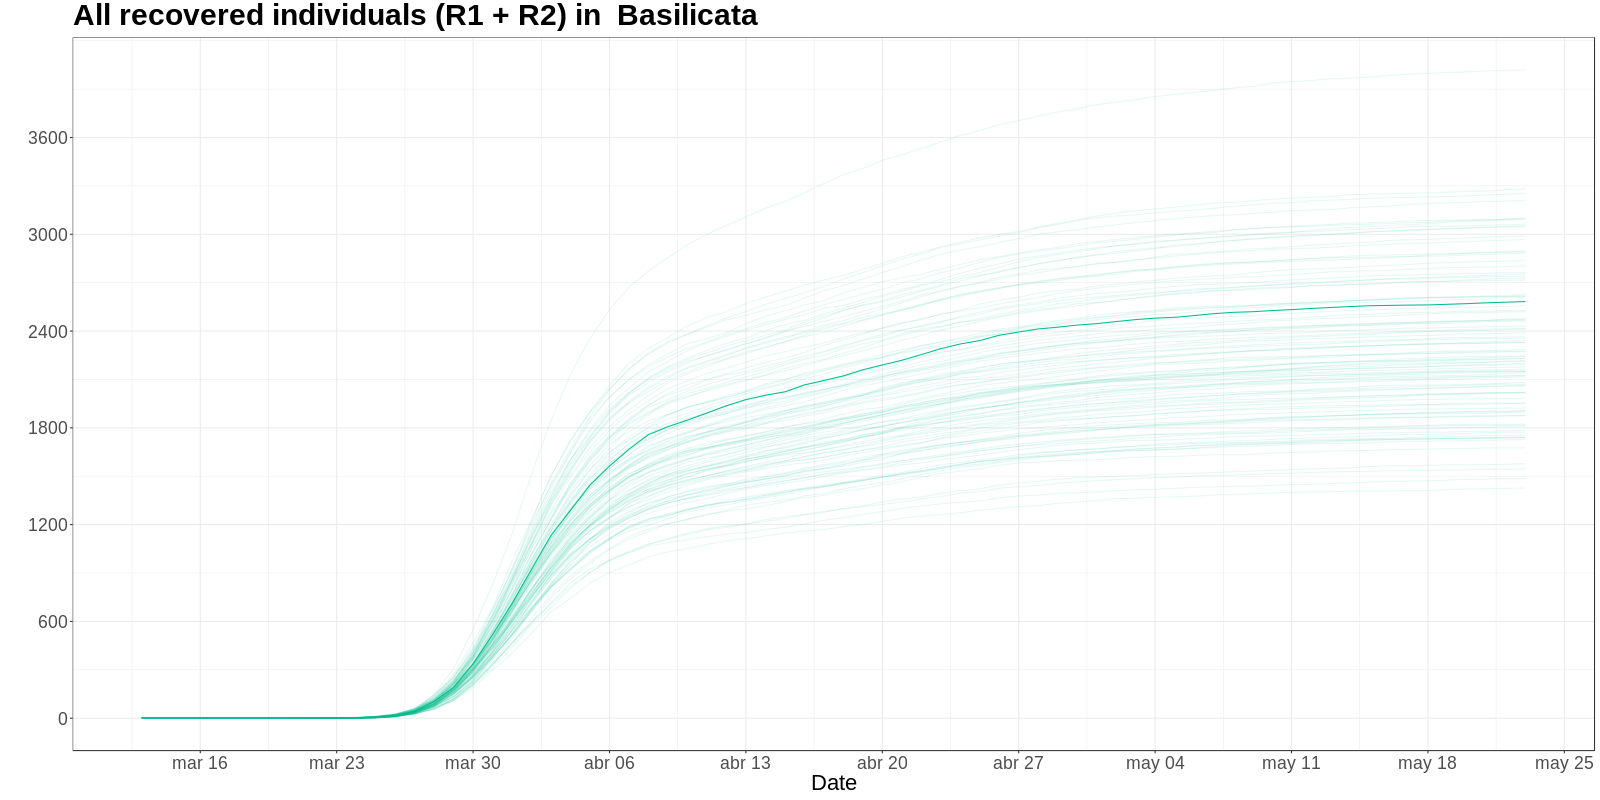 All recovered individuals (R1 + R2) in  Basilicata
3600
3000
2400
1800
1200
600
0
mar 16 mar 23 mar 30 abr 06 abr 13 abr 20 abr 27 may 04 may 11 may 18 may 25
Date